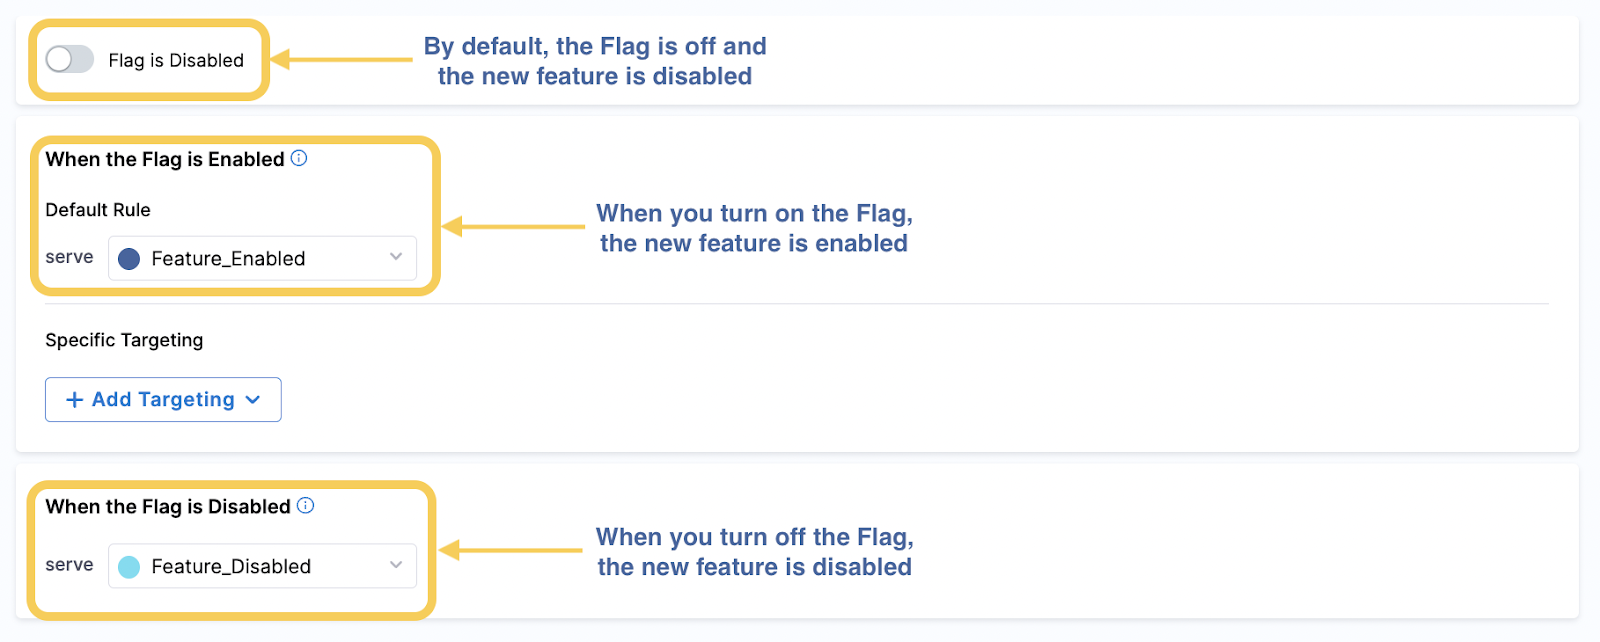 Flag is Disabled
By default, the Flag is off and
the new feature is disabled
When the Flag is Enabled
Default Rule
serve Feature_Enabled
When you turn on the Flag,
the new feature is enabled
Specific Targeting
+ Add Targeting
When the Flag is Disabled
serve Feature_Disabled
When you turn off the Flag,
the new feature is disabled